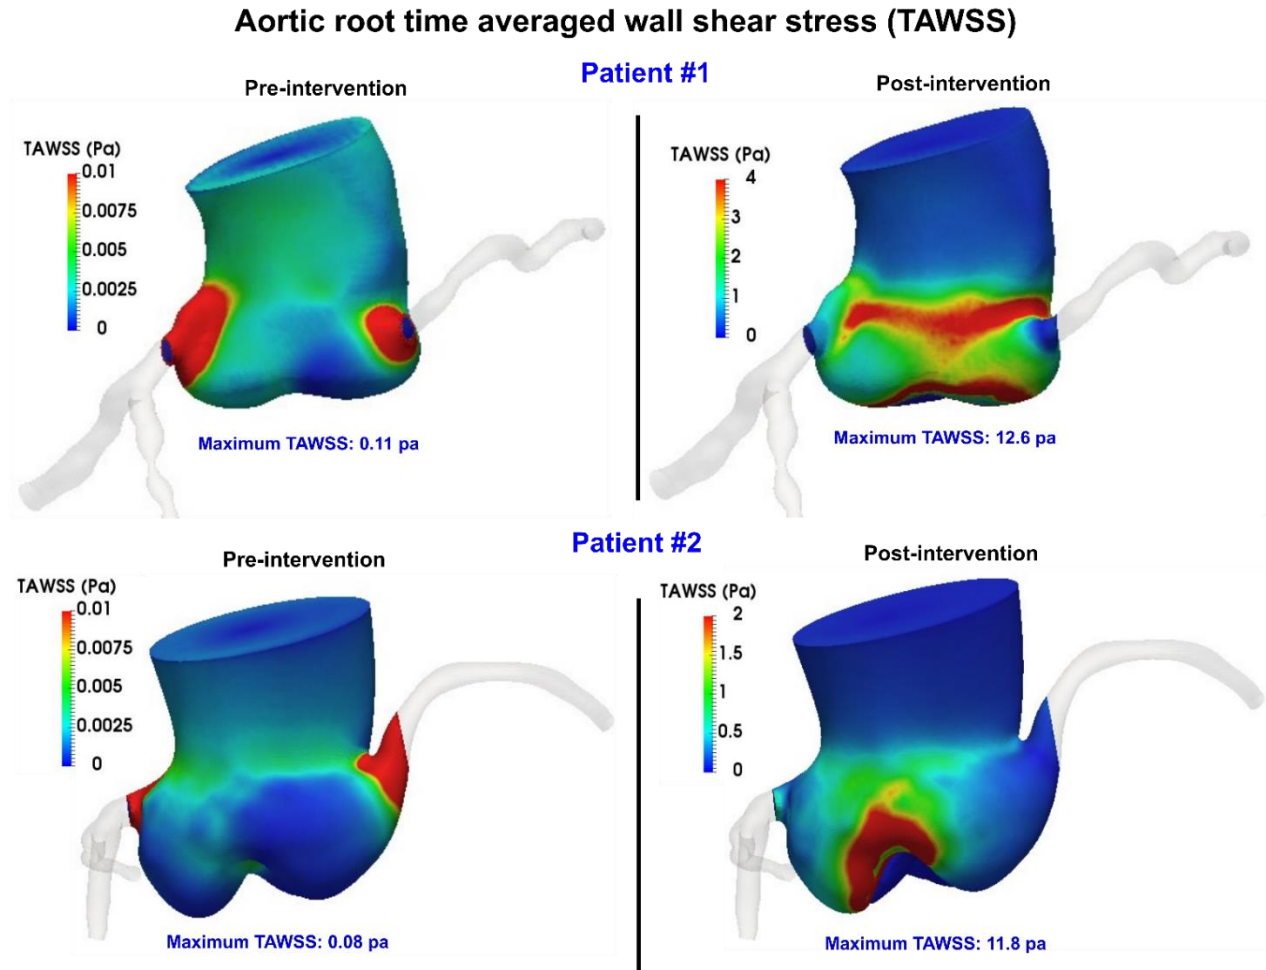 Aortic root time averaged wall shear stress (TAWSS)
Patient #1
Pre-intervention
Post-intervention
TAWSS (Pa)
0.01
0.0075
0.005
0.0025
0
Maximum TAWSS: 0.11 pa
TAWSS (Pa)
4
3
2
1
0
Maximum TAWSS: 12.6 pa
Patient #2
Pre-intervention
Post-intervention
TAWSS (Pa)
0.01
0.0075
0.005
0.0025
0
Maximum TAWSS: 0.08 pa
TAWSS (Pa)
2
1.5
1
0.5
0
Maximum TAWSS: 11.8 pa